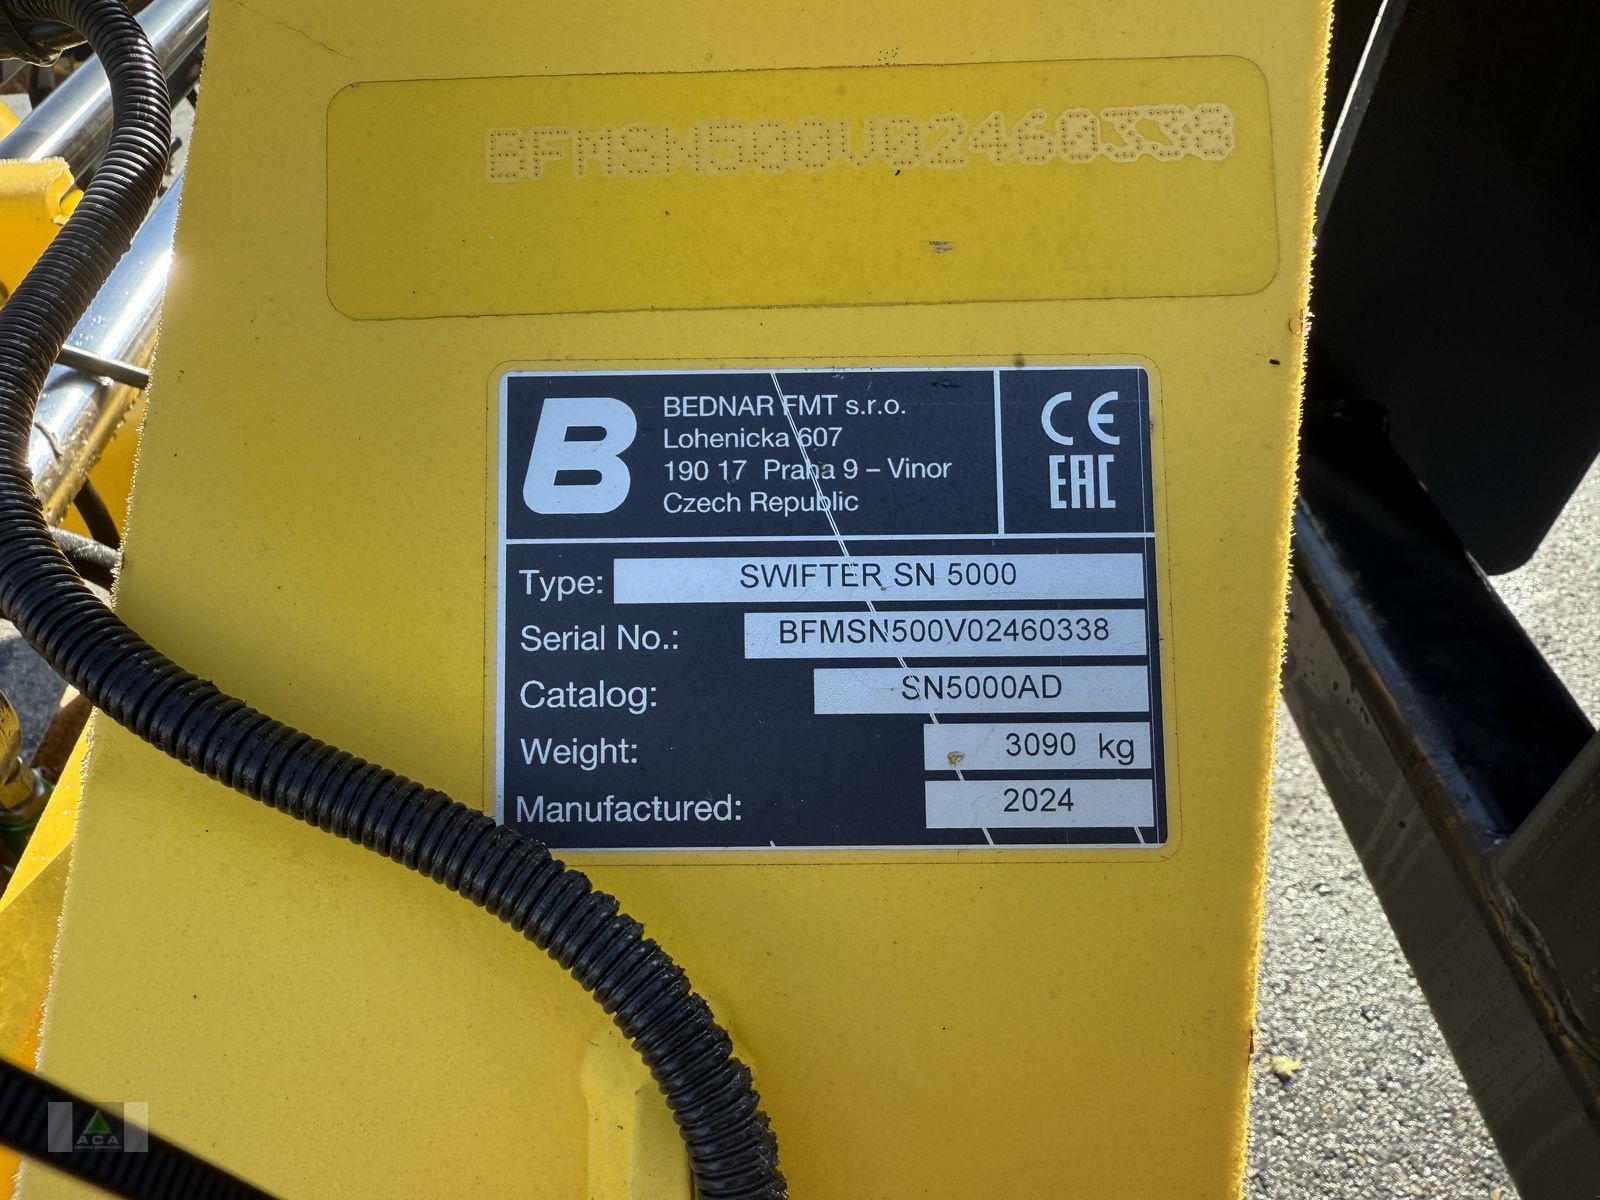 BFMSN500V02460338
B
BEDNAR FMT s.r.o.
Lohenicka 607
190 17 Praha 9 – Vinor
Czech Republic
CE
EAC
Type: SWIFTER SN 5000
Serial No.: BFMSN500V02460338
Catalog: SN5000AD
Weight: 3090 kg
Manufactured: 2024
ACA